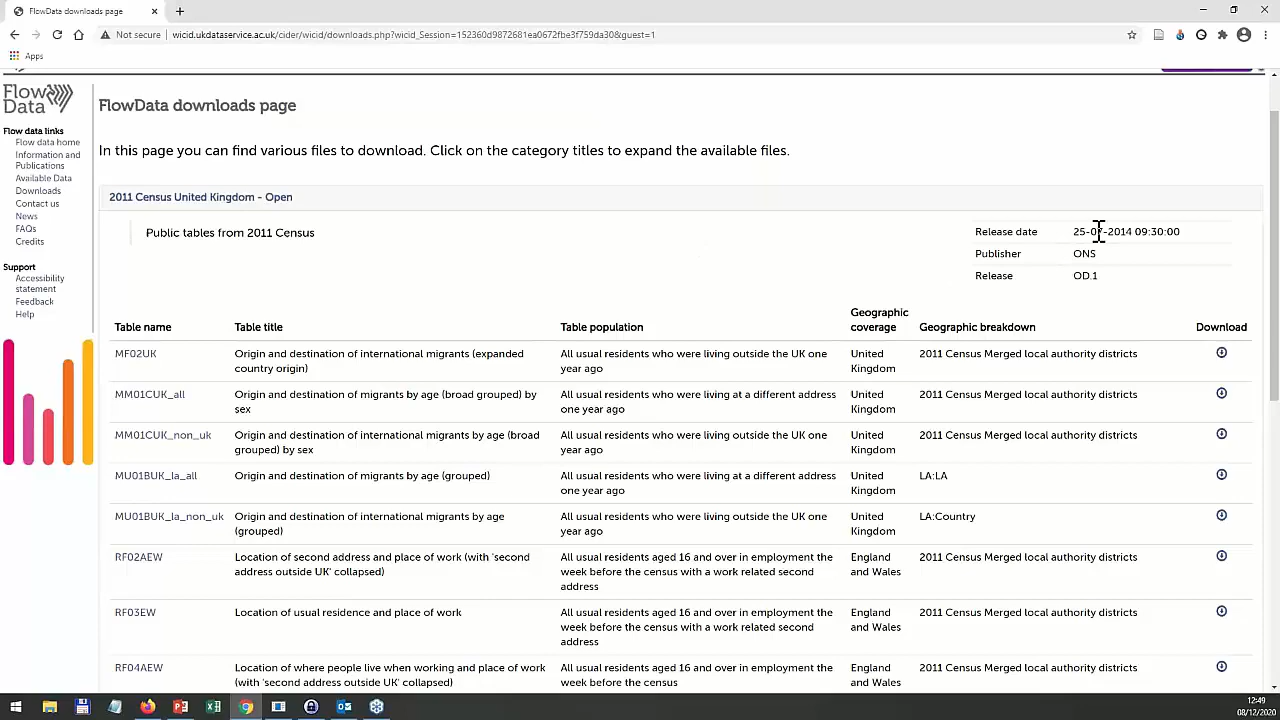 FlowData downloads page
Not secure
wicid.ukdataservice.ac.uk/cider/wicid/downloads.php?wicid_Session=152360d9872681ea0672fbe3f759da30&guest=1
Apps
Flow
Data
Flow data links
Flow data home
Information and
Publications
Available Data
Downloads
Contact us
News
FAQs
Credits
Support
Accessibility
statement
Feedback
Help
FlowData downloads page
In this page you can find various files to download. Click on the category titles to expand the available files.
2011 Census United Kingdom - Open
Public tables from 2011 Census
Release date 2014 09:30:00
Publisher ONS
Release OD.1
Table name Table title Table population Geographic coverage Geographic breakdown Download
MF02UK Origin and destination of international migrants (expanded All usual residents who were living outside the UK one United 2011 Census Merged local authority districts
country origin) year ago Kingdom
MM01CUK_all Origin and destination of migrants by age (broad grouped) by All usual residents who were living at a different address United 2011 Census Merged local authority districts
sex one year ago Kingdom
MM01CUK_non_uk Origin and destination of international migrants by age (broad All usual residents who were living outside the UK one United 2011 Census Merged local authority districts
grouped) by sex year ago Kingdom
MU01BUK_la_all Origin and destination of migrants by age (grouped) All usual residents who were living at a different address United LA:LA
one year ago Kingdom
MU01BUK_la_non_uk Origin and destination of international migrants by age All usual residents who were living outside the UK one United LA:Country
(grouped) year ago Kingdom
RF02AEW Location of second address and place of work (with 'second All usual residents aged 16 and over in employment the England 2011 Census Merged local authority districts
address outside UK' collapsed) week before the census with a work related second and Wales
address
RF03EW Location of usual residence and place of work All usual residents aged 16 and over in employment the England 2011 Census Merged local authority districts
week before the census with a work related second and Wales
address
RF04AEW Location of where people live when working and place of work All usual residents aged 16 and over in employment the England 2011 Census Merged local authority districts
(with 'second address outside UK' collapsed) week before the census and Wales
12:49
08/12/2020